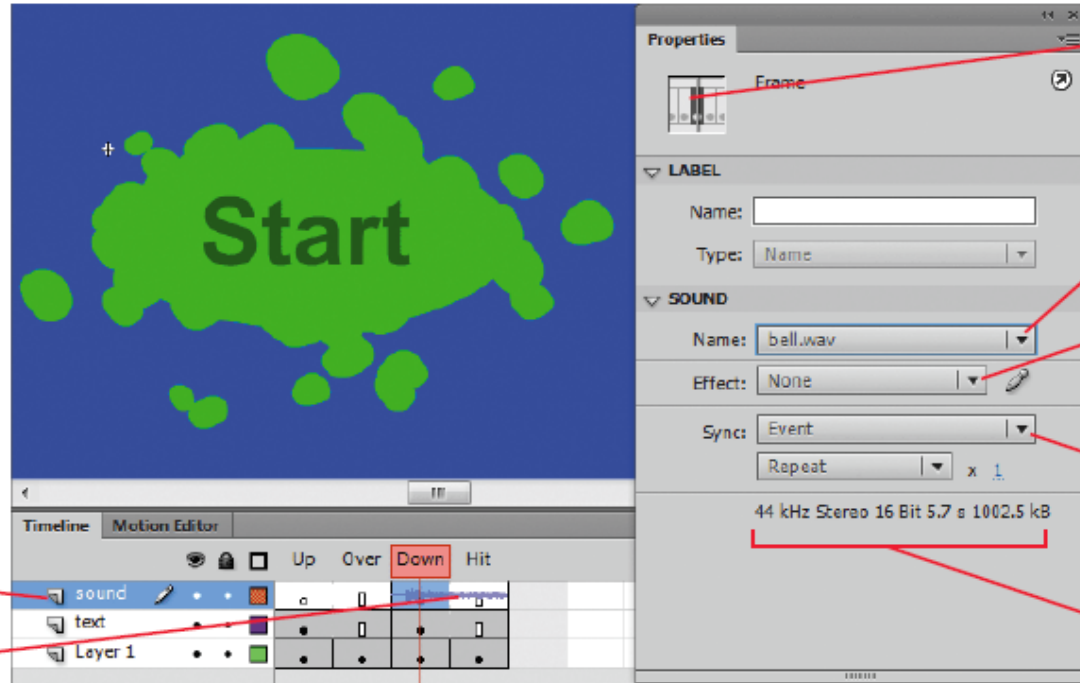 Start
Properties
Frame
LABEL
Name:
Type: Name
SOUND
Name: bell.wav
Effect: None
Sync: Event
Repeat x 1
44 kHz Stereo 16 Bit 5.7 s 1002.5 kB
Timeline Motion Editor
Up Over Down Hit
sound
text
Layer 1